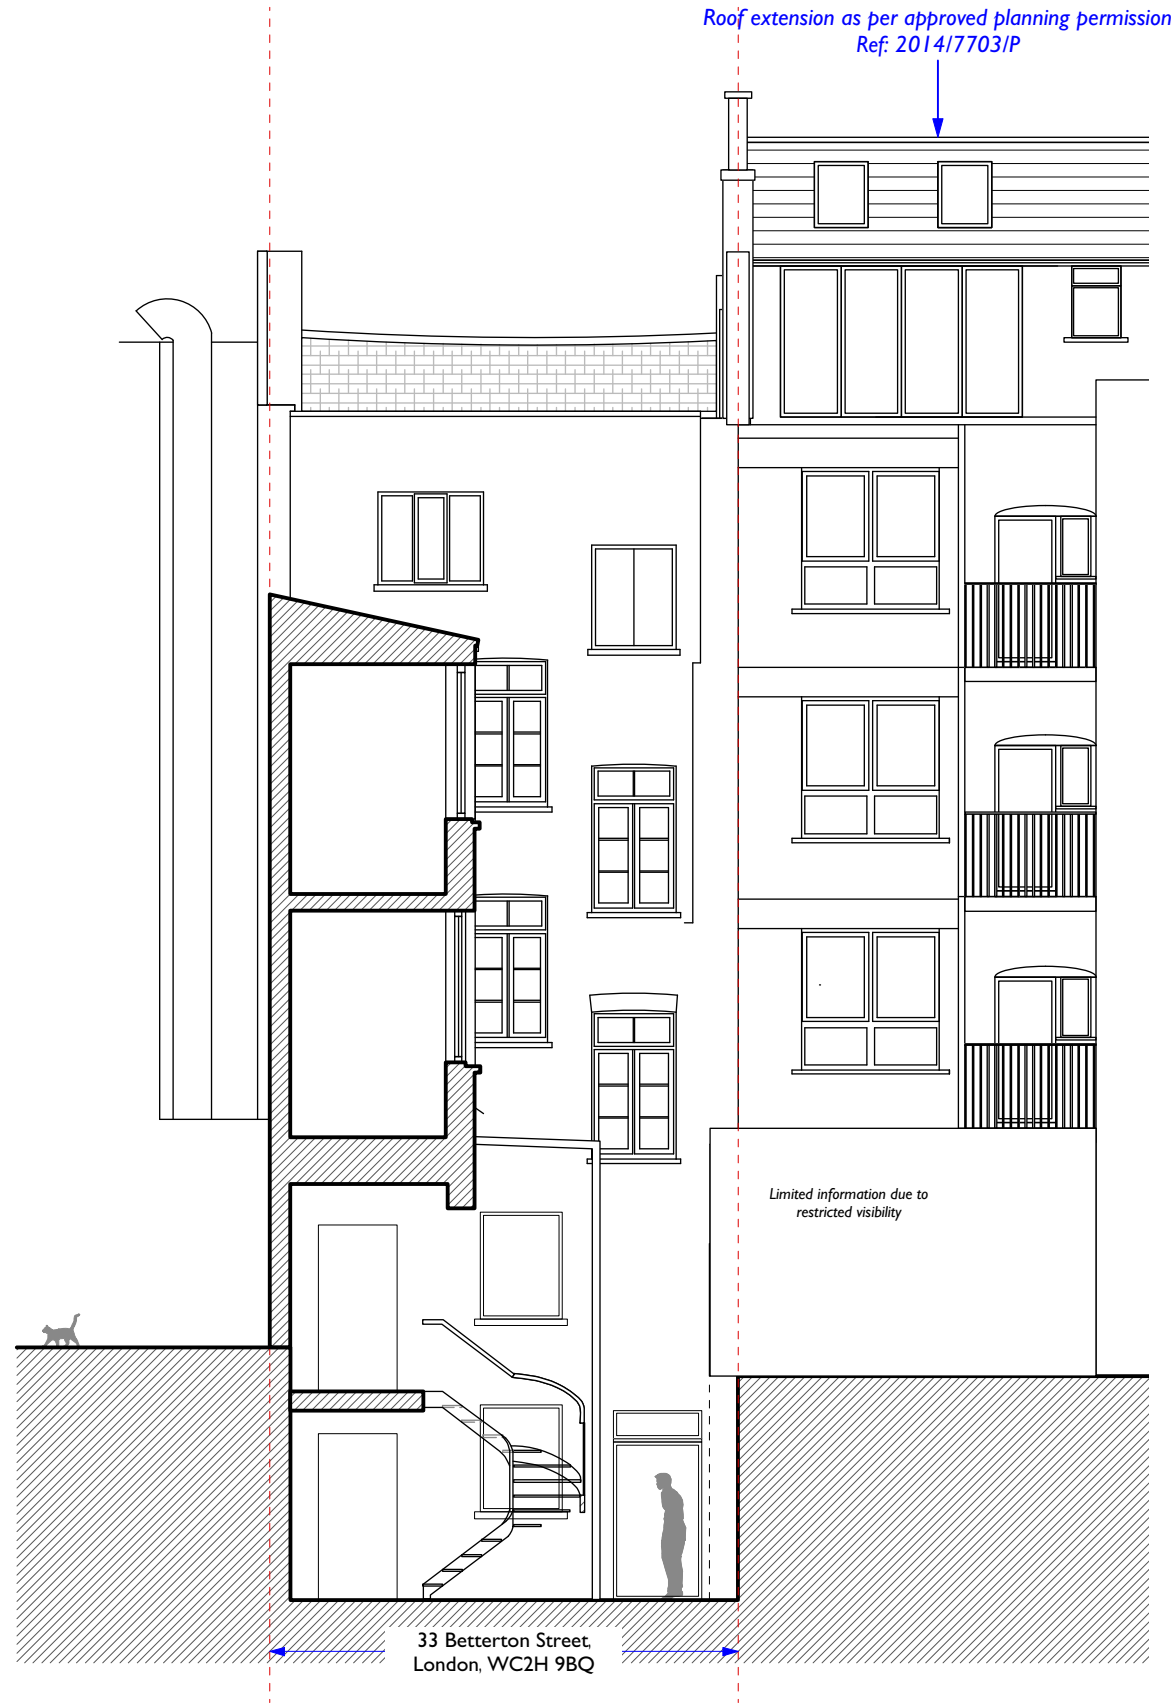 Roof extension as per approved planning permission
Ref: 2014/7703/P
Limited information due to
restricted visibility
33 Betterton Street,
London, WC2H 9BQ